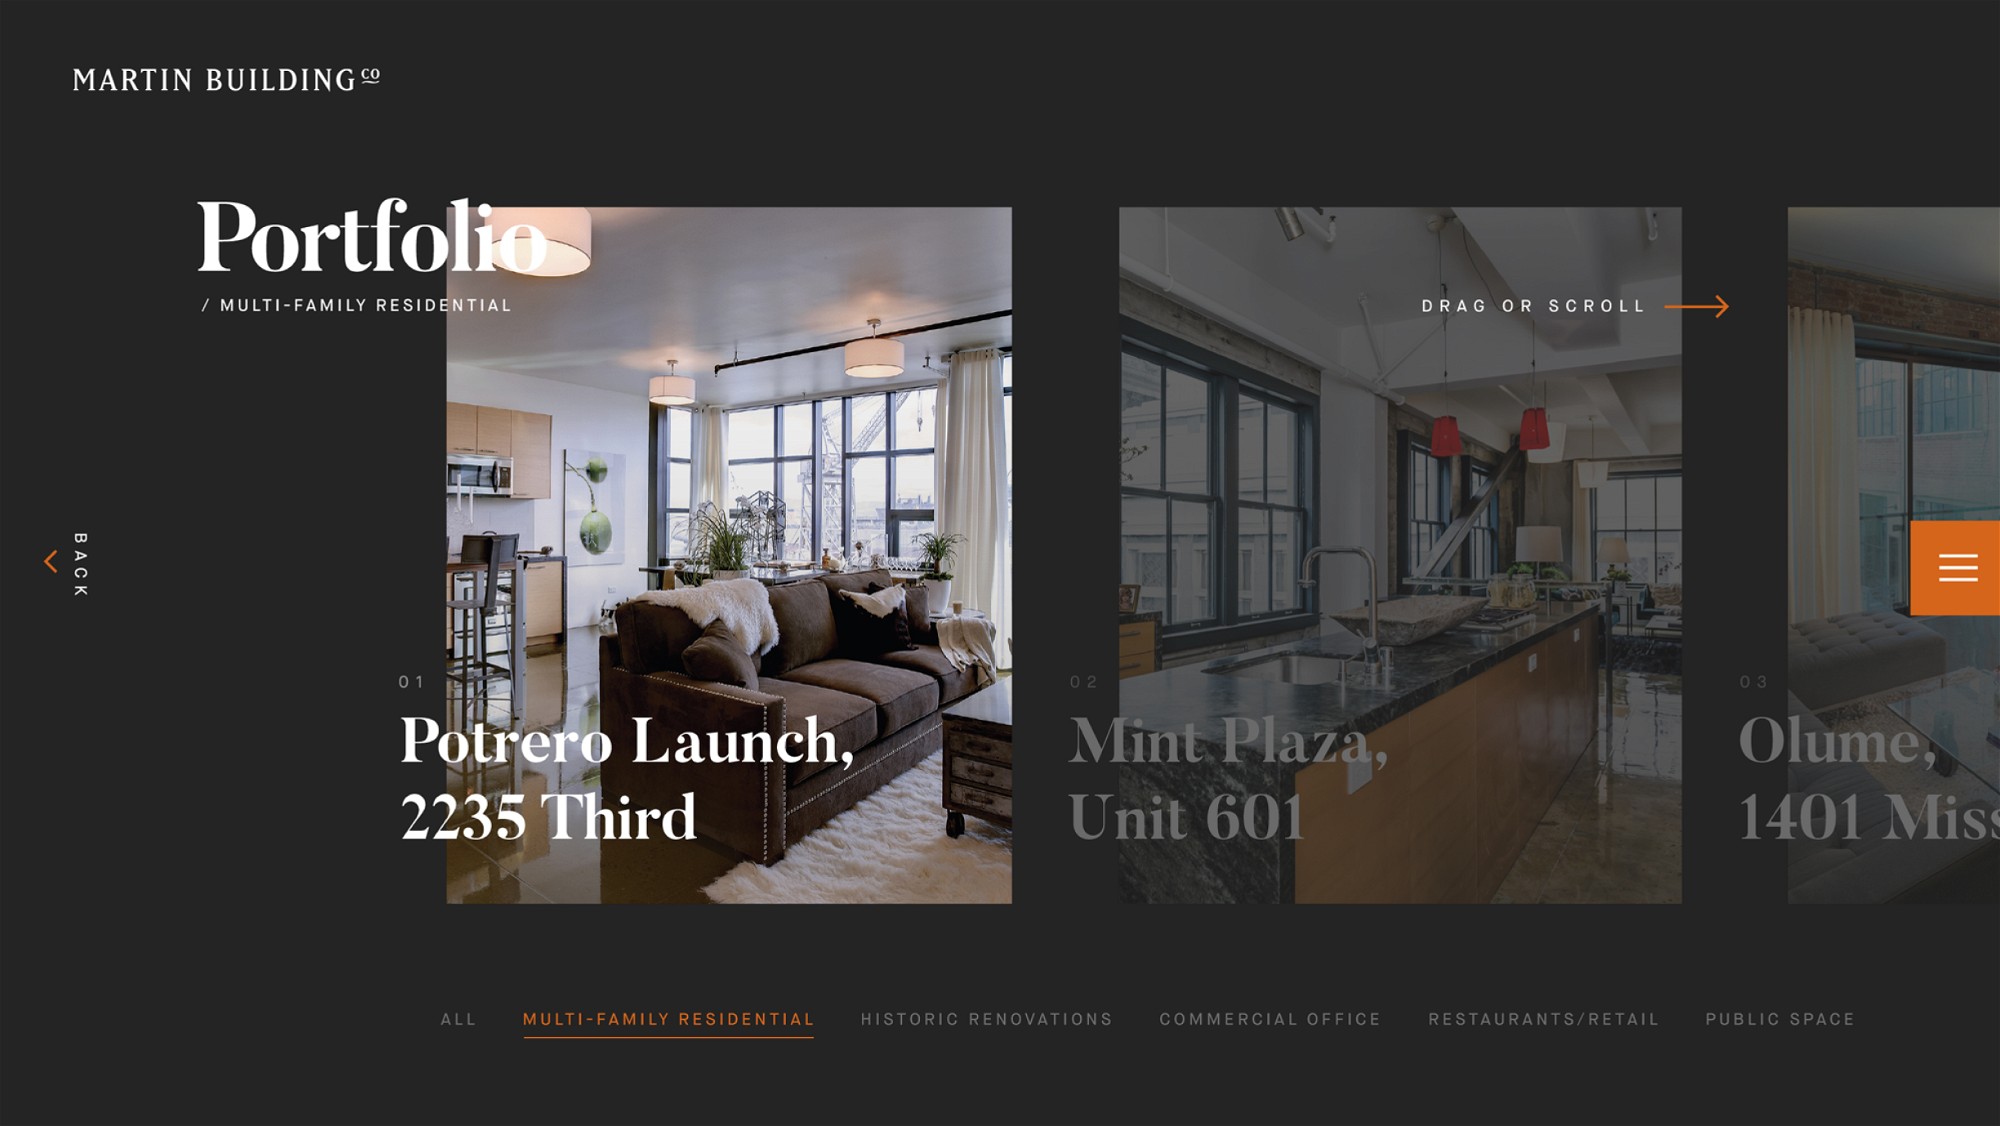 MARTIN BUILDING CO
Portfolio
/ MULTI-FAMILY RESIDENTIAL
DRAG OR SCROLL
BACK
01
Potrero Launch,
2235 Third
02
Mint Plaza,
Unit 601
03
Olume,
1401 Miss
ALL
MULTI-FAMILY RESIDENTIAL
HISTORIC RENOVATIONS
COMMERCIAL OFFICE
RESTAURANTS/RETAIL
PUBLIC SPACE